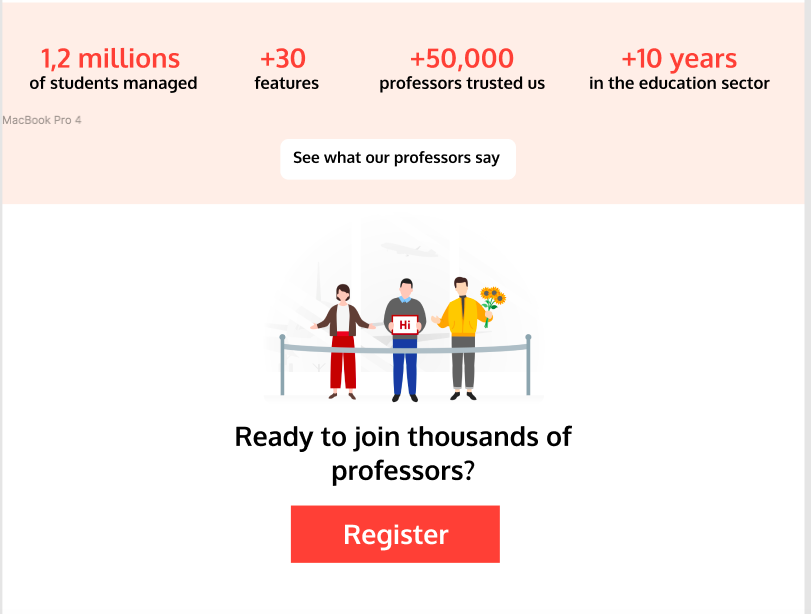 1,2 millions
of students managed
+30
features
+50,000
professors trusted us
+10 years
in the education sector
MacBook Pro 4
See what our professors say
Hi
Ready to join thousands of
professors?
Register